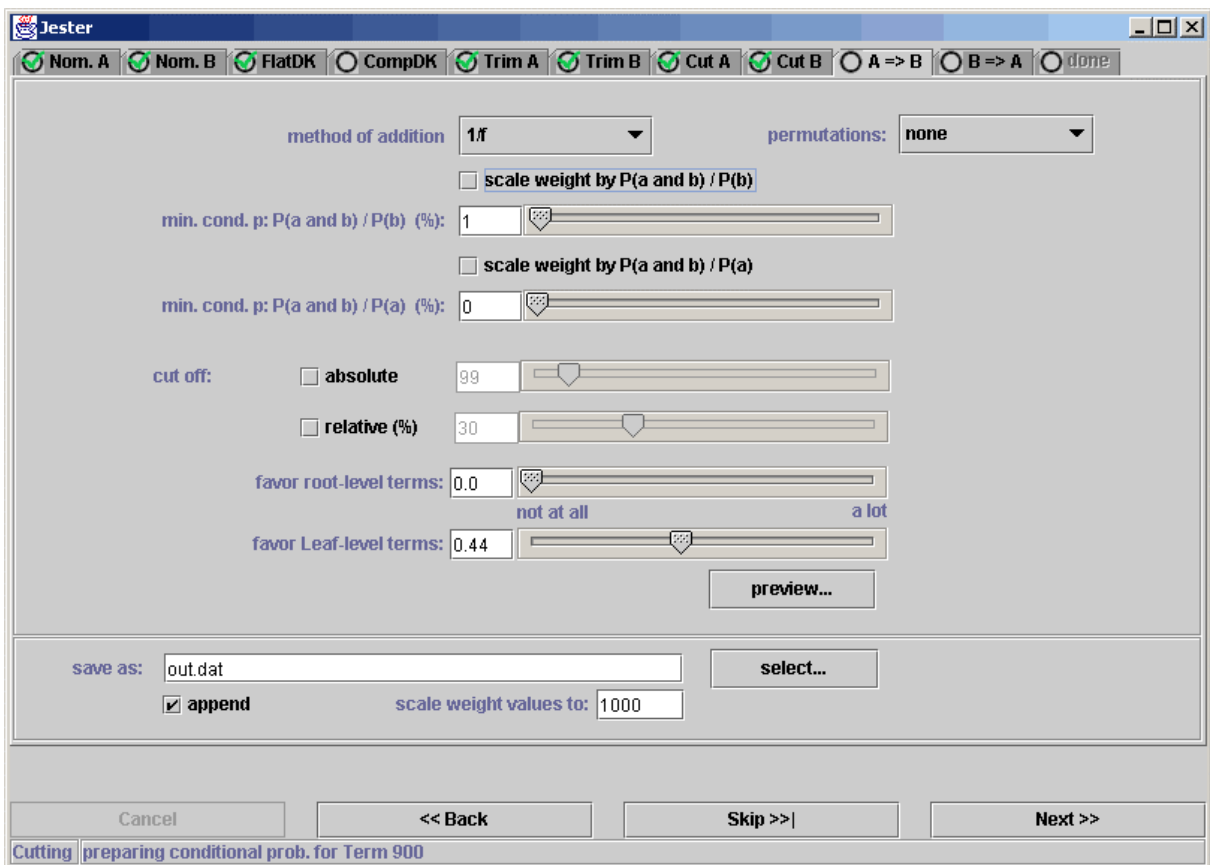 Jester
Nom. A Nom. B FlatDK CompDK Trim A Trim B Cut A Cut B A => B B => A done
method of addition 1/f permutations: none
scale weight by P(a and b) / P(b)
min. cond. p: P(a and b) / P(b) (%): 1
scale weight by P(a and b) / P(a)
min. cond. p: P(a and b) / P(a) (%): 0
cut off: absolute 99
relative (%) 30
favor root-level terms: 0.0
not at all a lot
favor Leaf-level terms: 0.44
preview...
save as: out.dat select...
append scale weight values to: 1000
Cancel << Back Skip >>| Next >>
Cutting preparing conditional prob. for Term 900